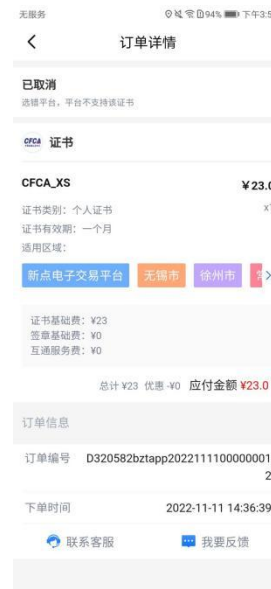 无服务 94% 下午3:5
订单详情
已取消
选错平台，平台不支持该证书
CFCA 证书
CFCA_XS ¥23.0
证书类别：个人证书 x1
证书有效期：一个月
适用区域：
新点电子交易平台 无锡市 徐州市
证书基础费：¥23
签章基础费：¥0
互通服务费：¥0
总计 ¥23 优惠 -¥0 应付金额 ¥23.0
订单信息
订单编号 D320582bztapp2022111100000001
2
下单时间 2022-11-11 14:36:39
联系客服 我要反馈